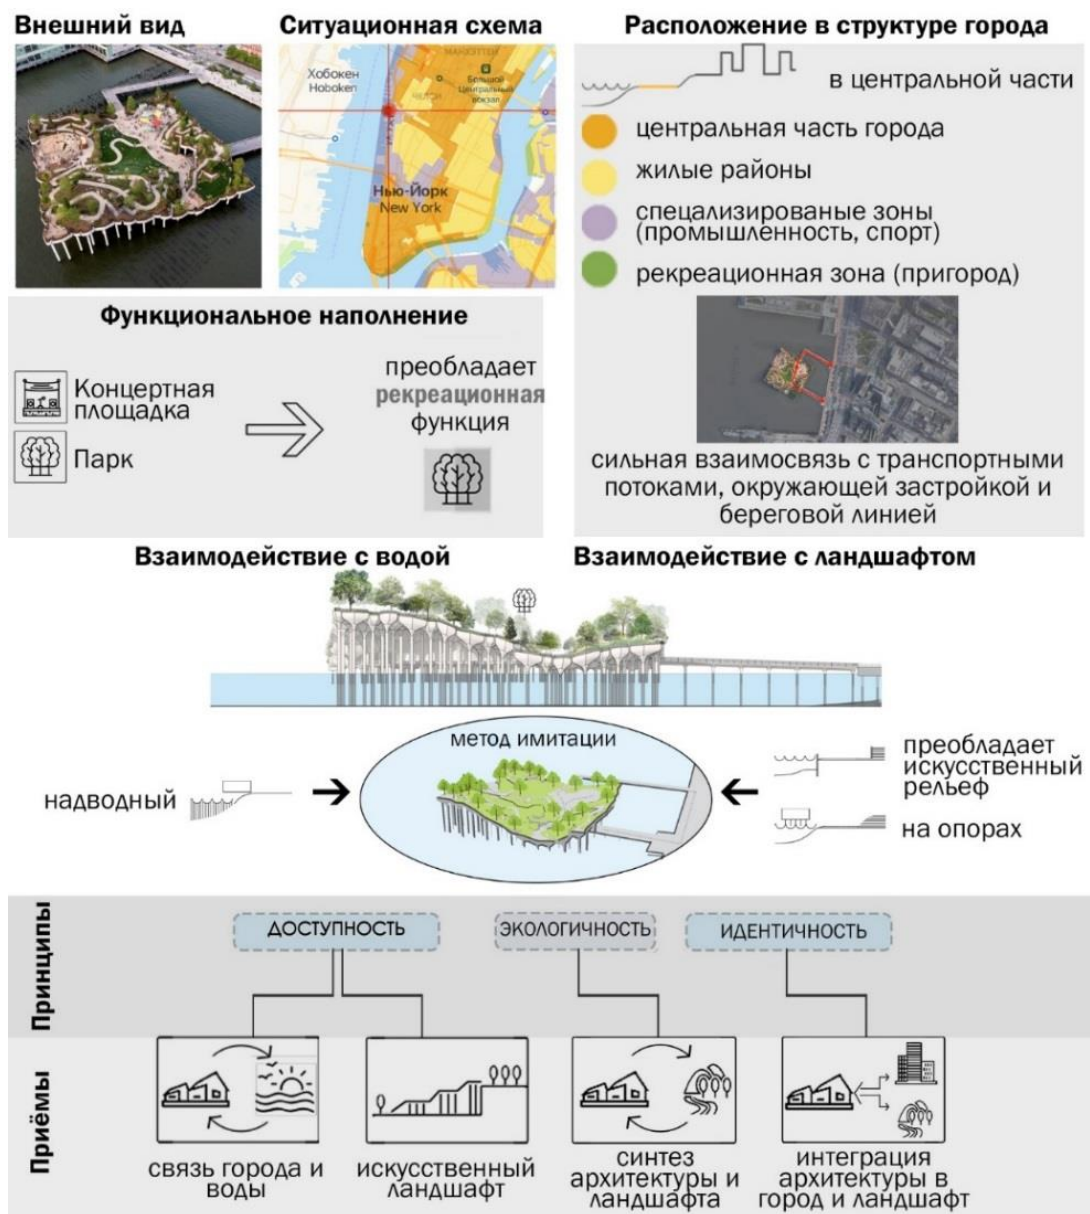 Внешний вид
Ситуационная схема
Хобокен
Hoboken
МАНХЭТТЕН
ЧЕЛСИ
Большой
Центральный
вокзал
Нью-Йорк
New York
Расположение в структуре города
в центральной части
центральная часть города
жилые районы
спецализированые зоны
(промышленность, спорт)
рекреационная зона (пригород)
сильная взаимосвязь с транспортными
потоками, окружающей застройкой и
береговой линией
Функциональное наполнение
Концертная
площадка
Парк
преобладает
рекреационная
функция
Взаимодействие с водой
Взаимодействие с ландшафтом
метод имитации
надводный
преобладает
искусственный
рельеф
на опорах
Принципы
ДОСТУПНОСТЬ
ЭКОЛОГИЧНОСТЬ
ИДЕНТИЧНОСТЬ
Приёмы
связь города и
воды
искусственный
ландшафт
синтез
архитектуры и
ландшафта
интеграция
архитектуры в
город и ландшафт